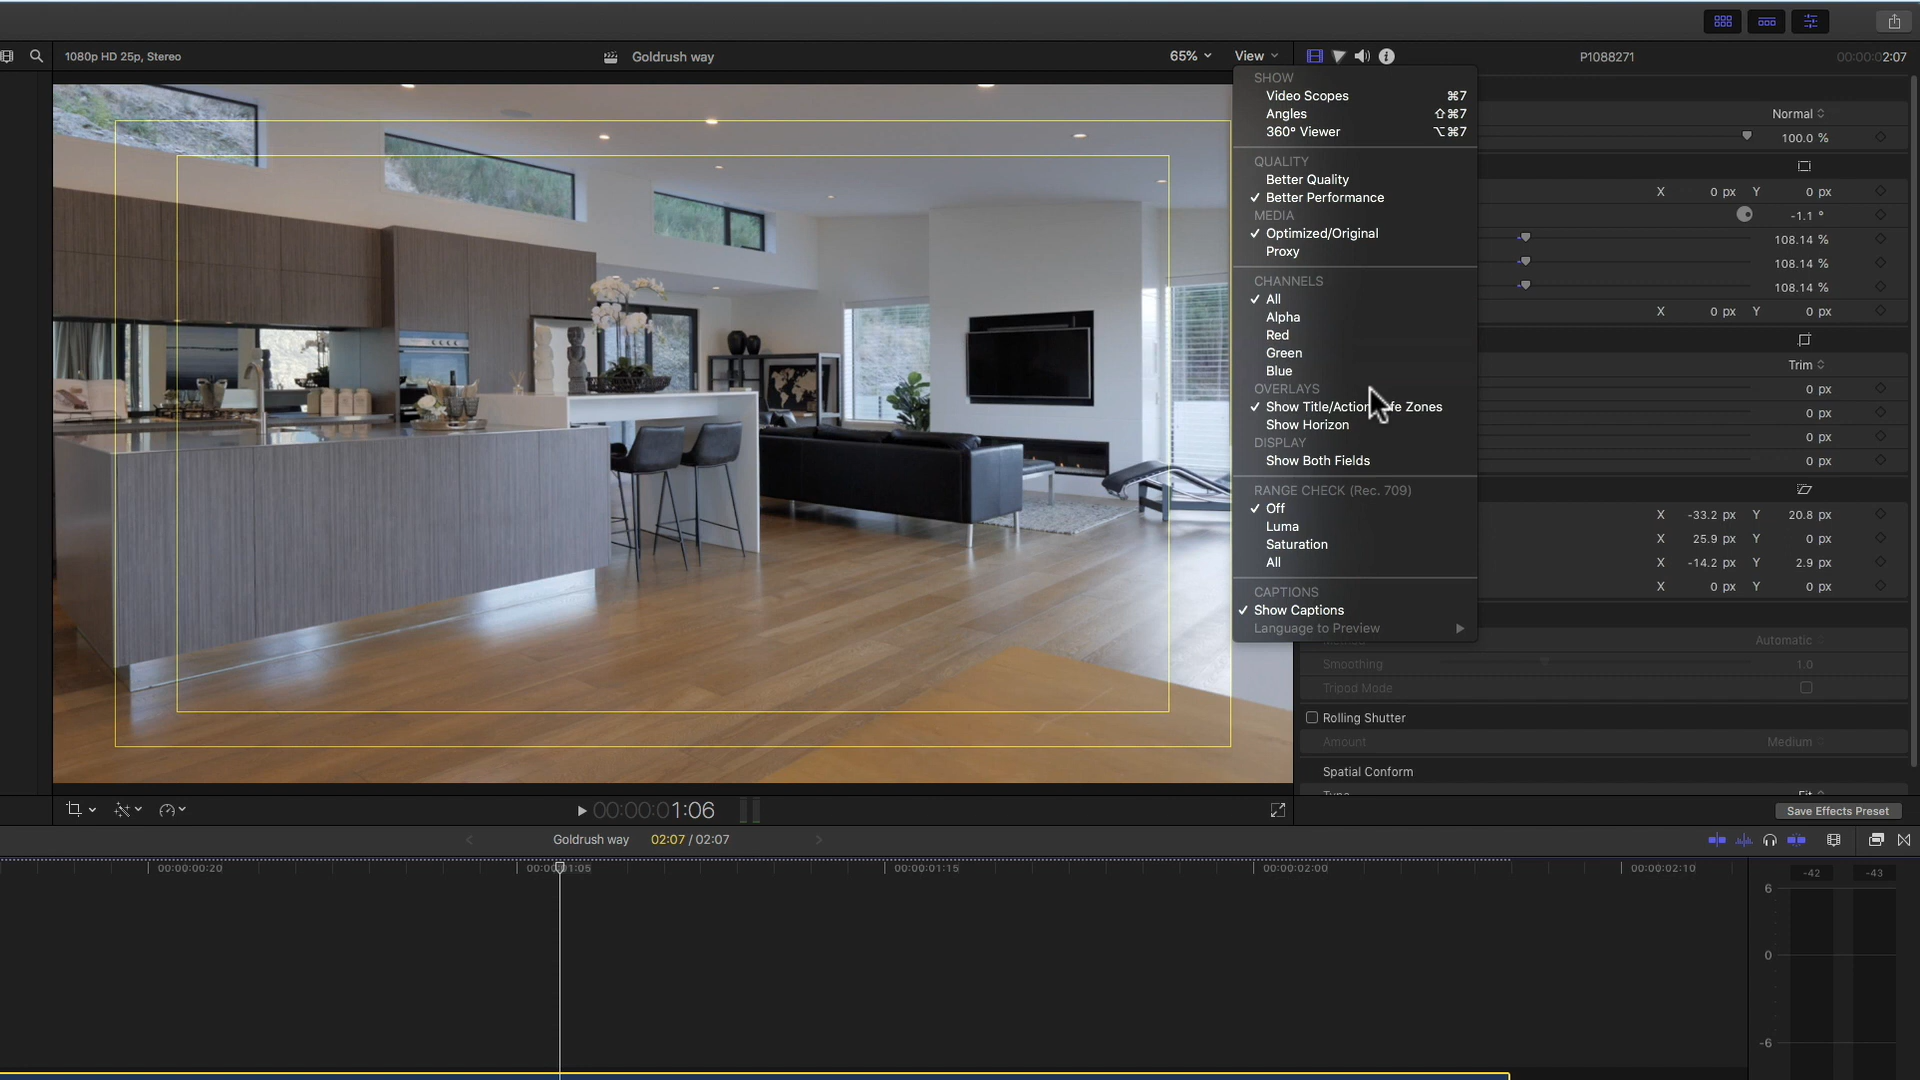 1080p HD 25p, Stereo
Goldrush way
65%
View
P1088271
00:00:02:07
SHOW
Video Scopes ⌘7
Angles ⇧⌘7
360° Viewer ⌥⌘7
QUALITY
Better Quality
✓ Better Performance
MEDIA
✓ Optimized/Original
Proxy
CHANNELS
✓ All
Alpha
Red
Green
Blue
OVERLAYS
✓ Show Title/Action Zones
Show Horizon
DISPLAY
Show Both Fields
RANGE CHECK (Rec. 709)
✓ Off
Luma
Saturation
All
CAPTIONS
✓ Show Captions
Language to Preview
Normal
100.0 %
X 0 px Y 0 px
-1.1 °
108.14 %
108.14 %
108.14 %
X 0 px Y 0 px
Trim
0 px
0 px
0 px
0 px
X -33.2 px Y 20.8 px
X 25.9 px Y 0 px
X -14.2 px Y 2.9 px
X 0 px Y 0 px
Automatic
Smoothing 1.0
Tripod Mode
Rolling Shutter
Amount Medium
Spatial Conform
Save Effects Preset
00:00:01:06
Goldrush way 02:07 / 02:07
00:00:00:20
00:00:01:05
00:00:01:15
00:00:02:00
00:00:02:10
-42 -43
6
0
-6